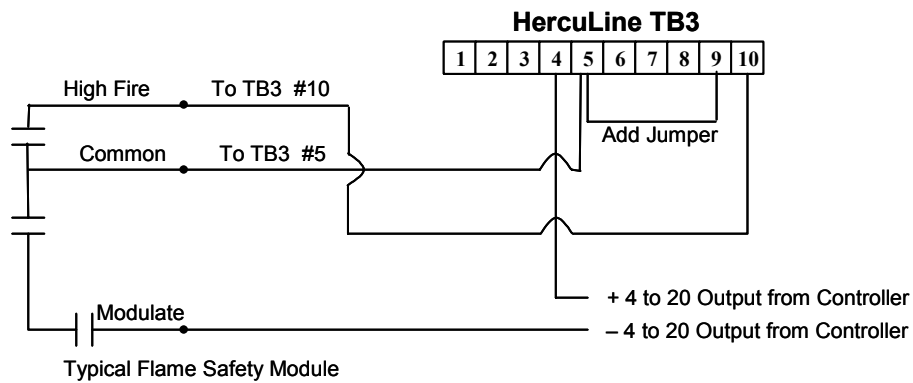 HercuLine TB3
1 2 3 4 5 6 7 8 9 10
High Fire To TB3 #10
Add Jumper
Common To TB3 #5
+ 4 to 20 Output from Controller
Modulate
– 4 to 20 Output from Controller
Typical Flame Safety Module